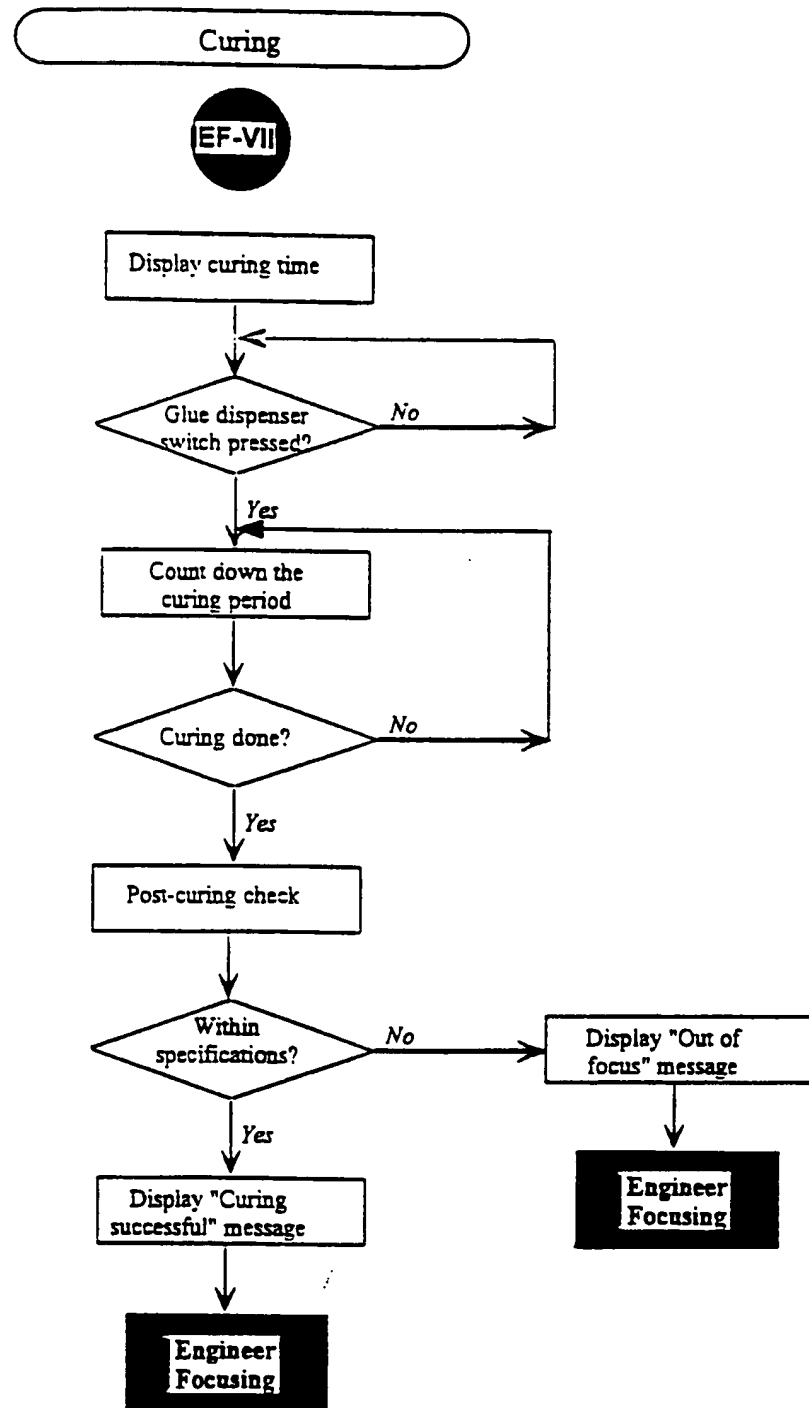 Curing
IEF-VII
Display curing time
Glue dispenser
switch pressed?
No
Yes
Count down the
curing period
Curing done?
No
Yes
Post-curing check
Within
specifications?
No
Display "Out of
focus" message
Yes
Engineer
Focusing
Display "Curing
successful" message
Engineer
Focusing